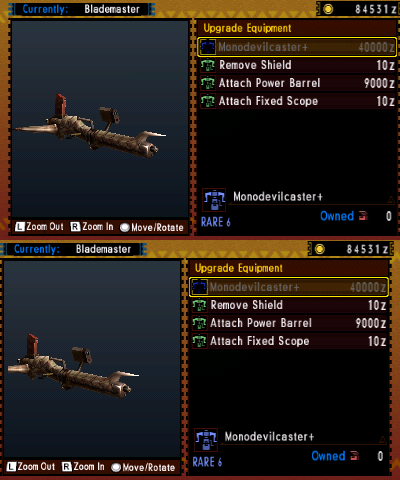 Currently: Blademaster
84531z
Upgrade Equipment
Monodevilcaster+ 40000z
Remove Shield 10z
Attach Power Barrel 9000z
Attach Fixed Scope 10z
Monodevilcaster+
Owned 0
RARE 6
L Zoom Out R Zoom In Move/Rotate
Currently: Blademaster
84531z
Upgrade Equipment
Monodevilcaster+ 40000z
Remove Shield 10z
Attach Power Barrel 9000z
Attach Fixed Scope 10z
Monodevilcaster+
Owned 0
RARE 6
L Zoom Out R Zoom In Move/Rotate